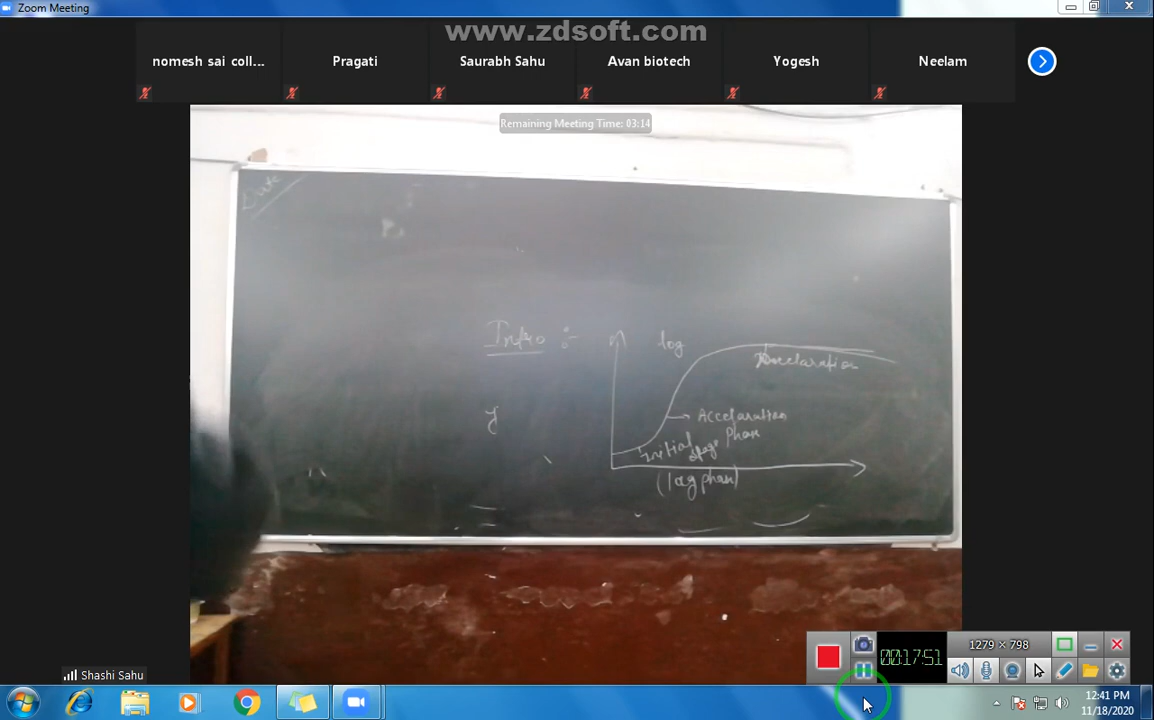 Zoom Meeting
www.zdsoft.com
nomesh sai coll...
Pragati
Saurabh Sahu
Avan biotech
Yogesh
Neelam
Remaining Meeting Time: 03:14
Date
Intro :-
log
Acceleration
phase
Initial
(lag phase)
Shashi Sahu
00:17:51
1279 × 798
12:41 PM
11/18/2020